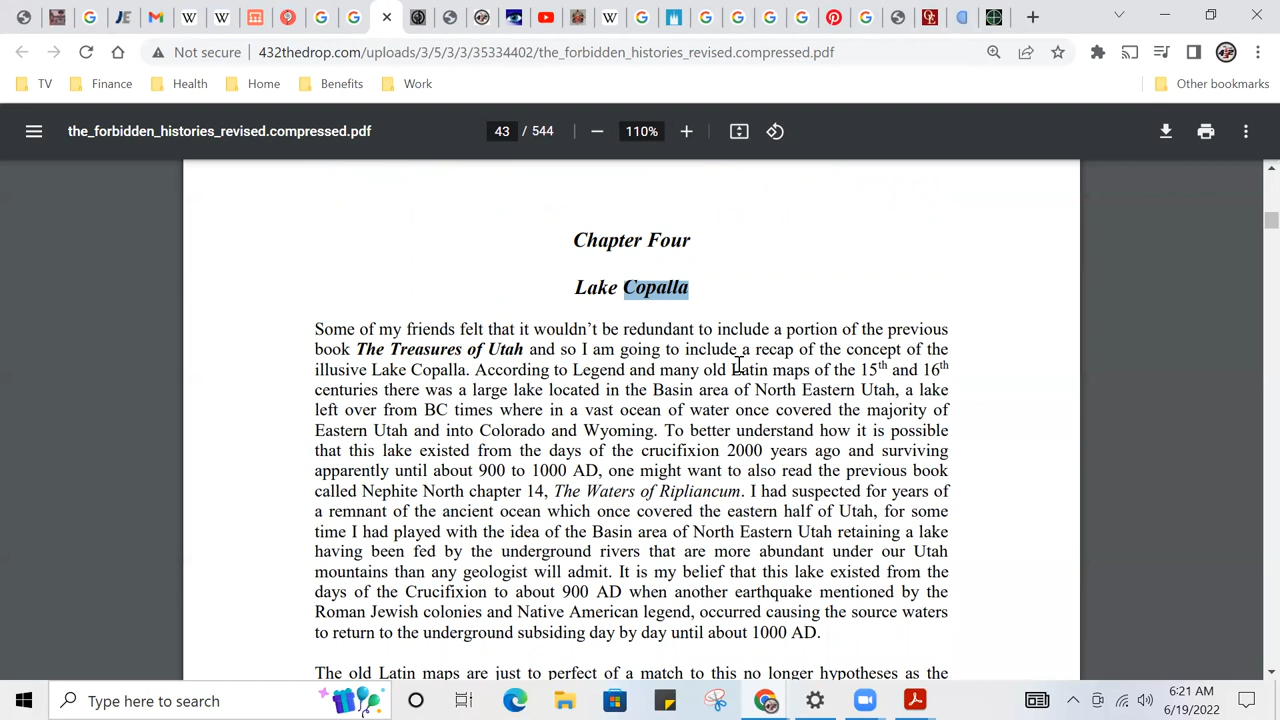 Not secure 432thedrop.com/uploads/3/5/3/3/35334402/the_forbidden_histories_revised.compressed.pdf
TV Finance Health Home Benefits Work Other bookmarks
the_forbidden_histories_revised.compressed.pdf 43 / 544 110%
Chapter Four
Lake Copalla
Some of my friends felt that it wouldn't be redundant to include a portion of the previous
book The Treasures of Utah and so I am going to include a recap of the concept of the
illusive Lake Copalla. According to Legend and many old Latin maps of the 15th and 16th
centuries there was a large lake located in the Basin area of North Eastern Utah, a lake
left over from BC times where in a vast ocean of water once covered the majority of
Eastern Utah and into Colorado and Wyoming. To better understand how it is possible
that this lake existed from the days of the crucifixion 2000 years ago and surviving
apparently until about 900 to 1000 AD, one might want to also read the previous book
called Nephite North chapter 14, The Waters of Ripliancum. I had suspected for years of
a remnant of the ancient ocean which once covered the eastern half of Utah, for some
time I had played with the idea of the Basin area of North Eastern Utah retaining a lake
having been fed by the underground rivers that are more abundant under our Utah
mountains than any geologist will admit. It is my belief that this lake existed from the
days of the Crucifixion to about 900 AD when another earthquake mentioned by the
Roman Jewish colonies and Native American legend, occurred causing the source waters
to return to the underground subsiding day by day until about 1000 AD.
The old Latin maps are just to perfect of a match to this no longer hypotheses as the
Type here to search
6:21 AM
6/19/2022